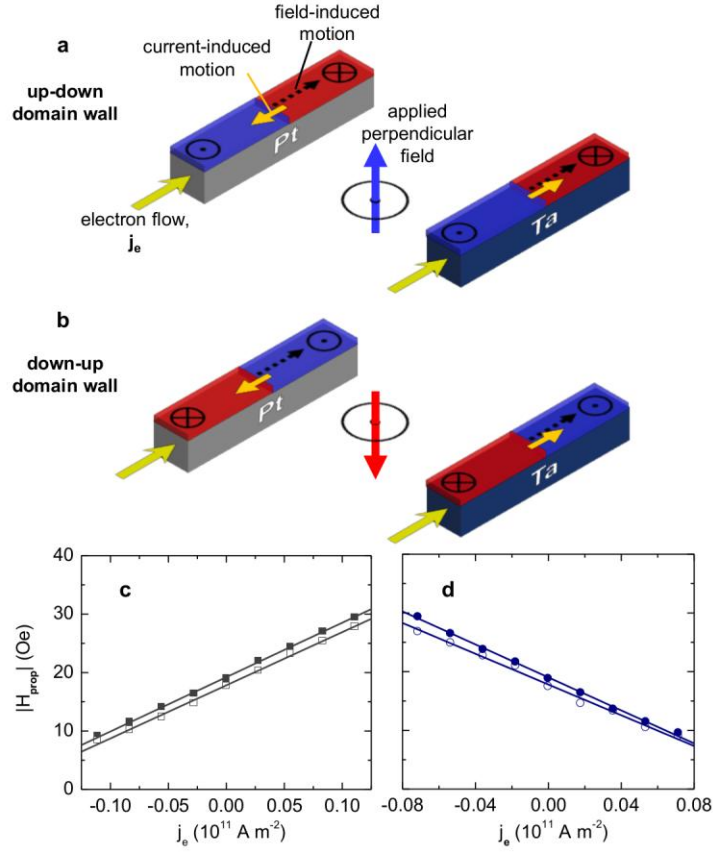 a
up-down
domain wall
current-induced
motion
field-induced
motion
Pt
electron flow,
jₑ
applied
perpendicular
field
Ta
b
down-up
domain wall
Pt
Ta
c
40
30
20
10
0
|Hₚᵣₒₚ| (Oe)
-0.10 -0.05 0.00 0.05 0.10
jₑ (10¹¹ A m⁻²)
d
-0.08 -0.04 0.00 0.04 0.08
jₑ (10¹¹ A m⁻²)